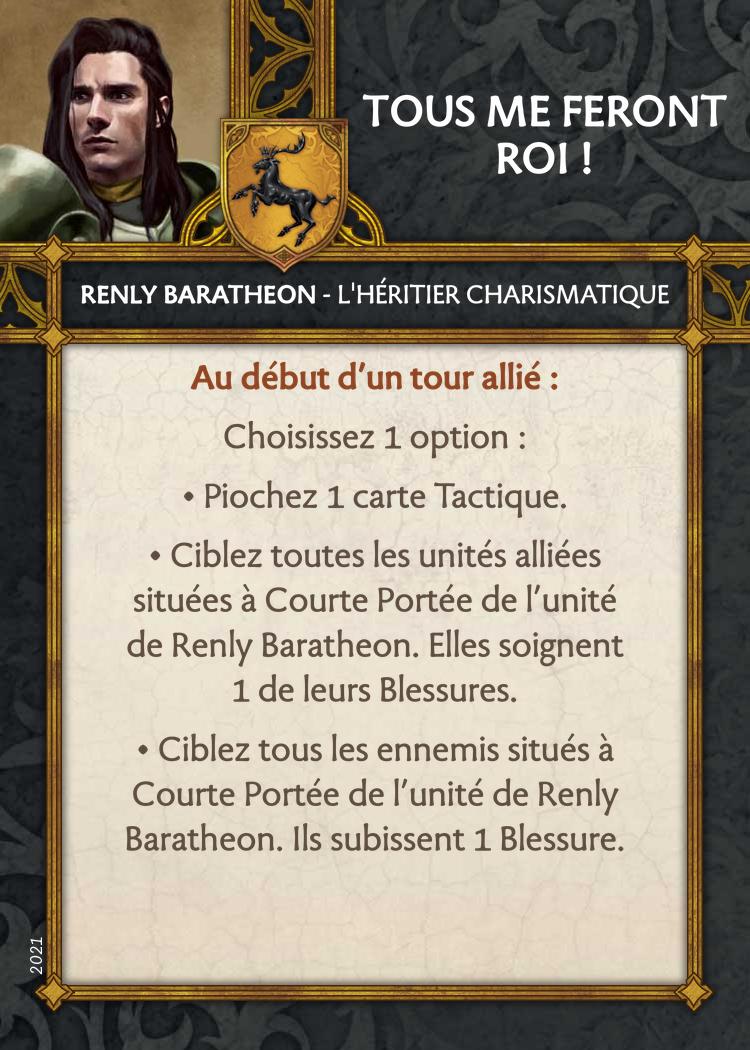 TOUS ME FERONT
ROI !
RENLY BARATHEON - L'HÉRITIER CHARISMATIQUE
Au début d'un tour allié :
Choisissez 1 option :
• Piochez 1 carte Tactique.
• Ciblez toutes les unités alliées
situées à Courte Portée de l'unité
de Renly Baratheon. Elles soignent
1 de leurs Blessures.
• Ciblez tous les ennemis situés à
Courte Portée de l'unité de Renly
Baratheon. Ils subissent 1 Blessure.
2021